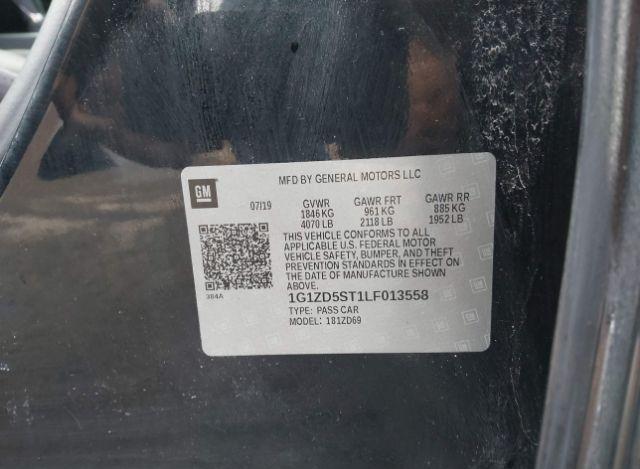 MFD BY GENERAL MOTORS LLC
GM
07/19 GVWR GAWR FRT GAWR RR
1846 KG 961 KG 885 KG
4070 LB 2118 LB 1952 LB
THIS VEHICLE CONFORMS TO ALL
APPLICABLE U.S. FEDERAL MOTOR
VEHICLE SAFETY, BUMPER, AND THEFT
PREVENTION STANDARDS IN EFFECT ON
THE DATE OF MANUFACTURE SHOWN
ABOVE.
384A
1G1ZD5ST1LF013558
TYPE: PASS CAR
MODEL: 181ZD69